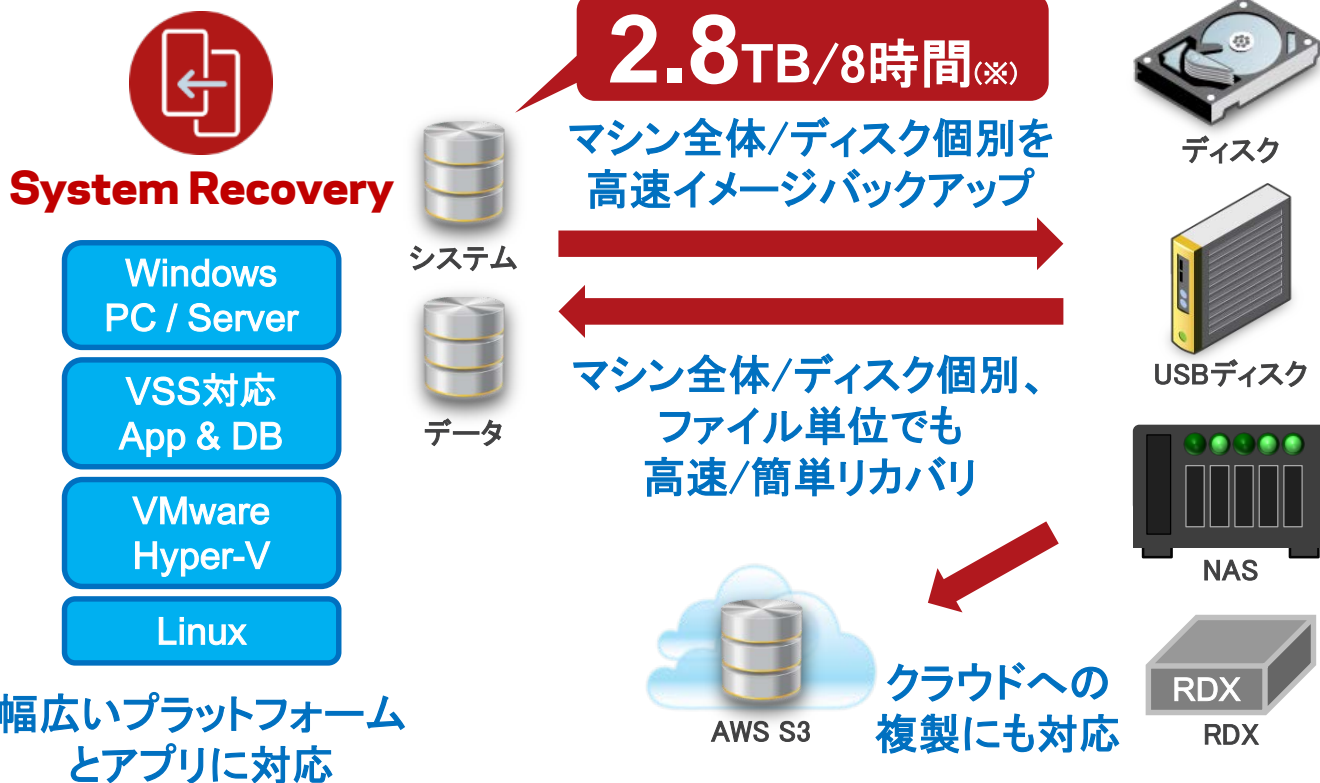 System Recovery
Windows
PC / Server
VSS対応
App & DB
VMware
Hyper-V
Linux
幅広いプラットフォーム
とアプリに対応
2.8TB/8時間(※)
システム
データ
マシン全体/ディスク個別を
高速イメージバックアップ
マシン全体/ディスク個別、
ファイル単位でも
高速/簡単リカバリ
AWS S3
クラウドへの
複製にも対応
ディスク
USBディスク
NAS
RDX
RDX